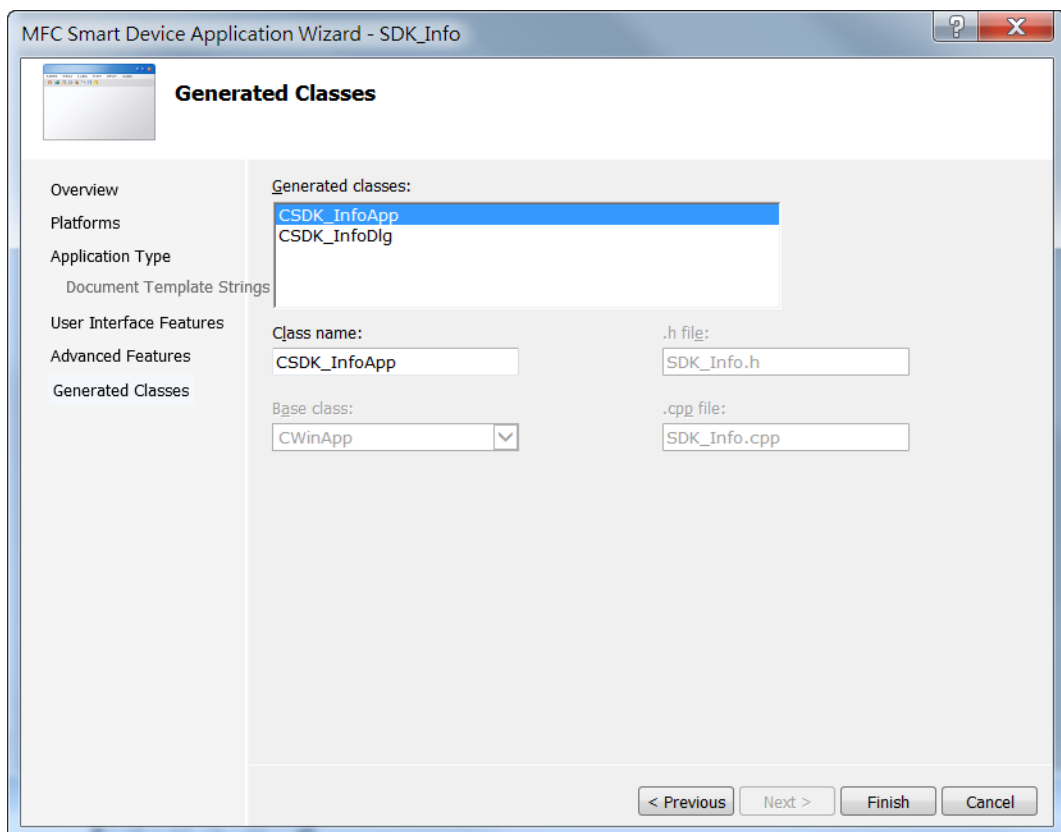 MFC Smart Device Application Wizard - SDK_Info
Generated Classes
Overview
Platforms
Application Type
Document Template Strings
User Interface Features
Advanced Features
Generated Classes
Generated classes:
CSDK_InfoApp
CSDK_InfoDlg
Class name:
CSDK_InfoApp
.h file:
SDK_Info.h
Base class:
CWinApp
.cpp file:
SDK_Info.cpp
< Previous
Next >
Finish
Cancel